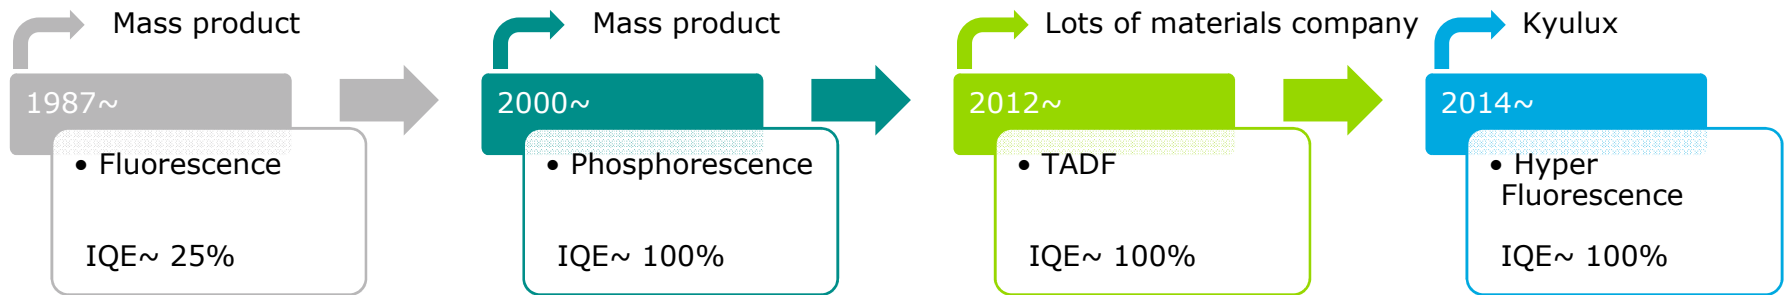 Mass product
1987~
• Fluorescence
IQE~ 25%
Mass product
2000~
• Phosphorescence
IQE~ 100%
Lots of materials company
2012~
• TADF
IQE~ 100%
Kyulux
2014~
• Hyper
Fluorescence
IQE~ 100%